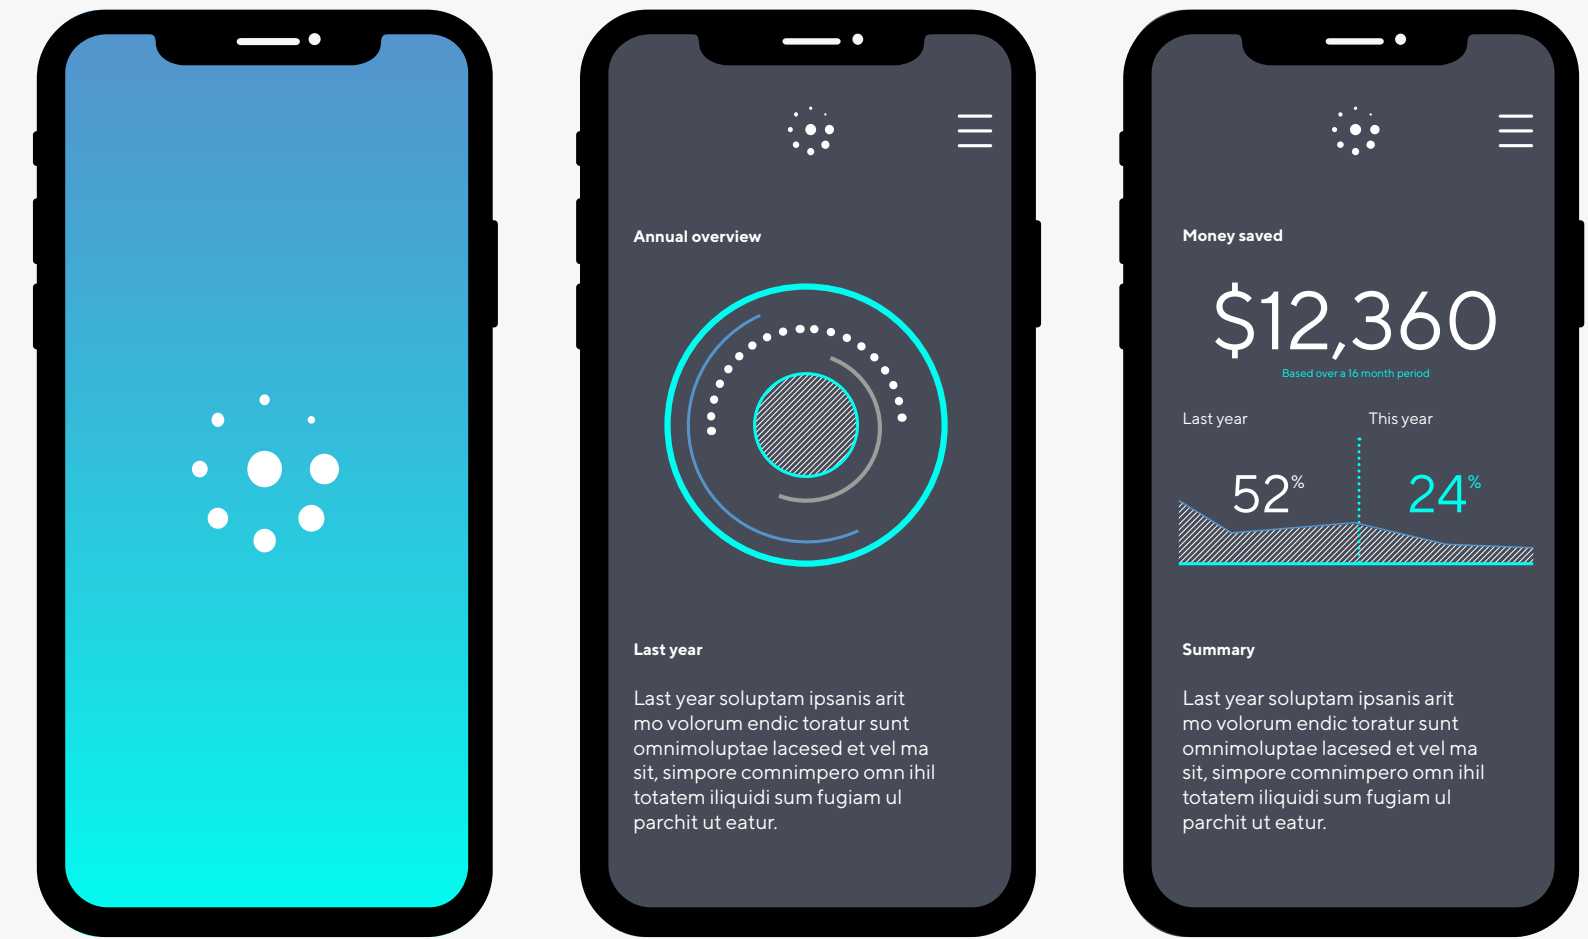 Annual overview
Last year
Last year soluptam ipsanis arit
mo volorum endic toratur sunt
omnimoluptae lacesed et vel ma
sit, simpore comnimpero omn ihil
totatem iliquidi sum fugiam ul
parchit ut eatur.
Money saved
$12,360
Based over a 16 month period
Last year This year
52% 24%
Summary
Last year soluptam ipsanis arit
mo volorum endic toratur sunt
omnimoluptae lacesed et vel ma
sit, simpore comnimpero omn ihil
totatem iliquidi sum fugiam ul
parchit ut eatur.